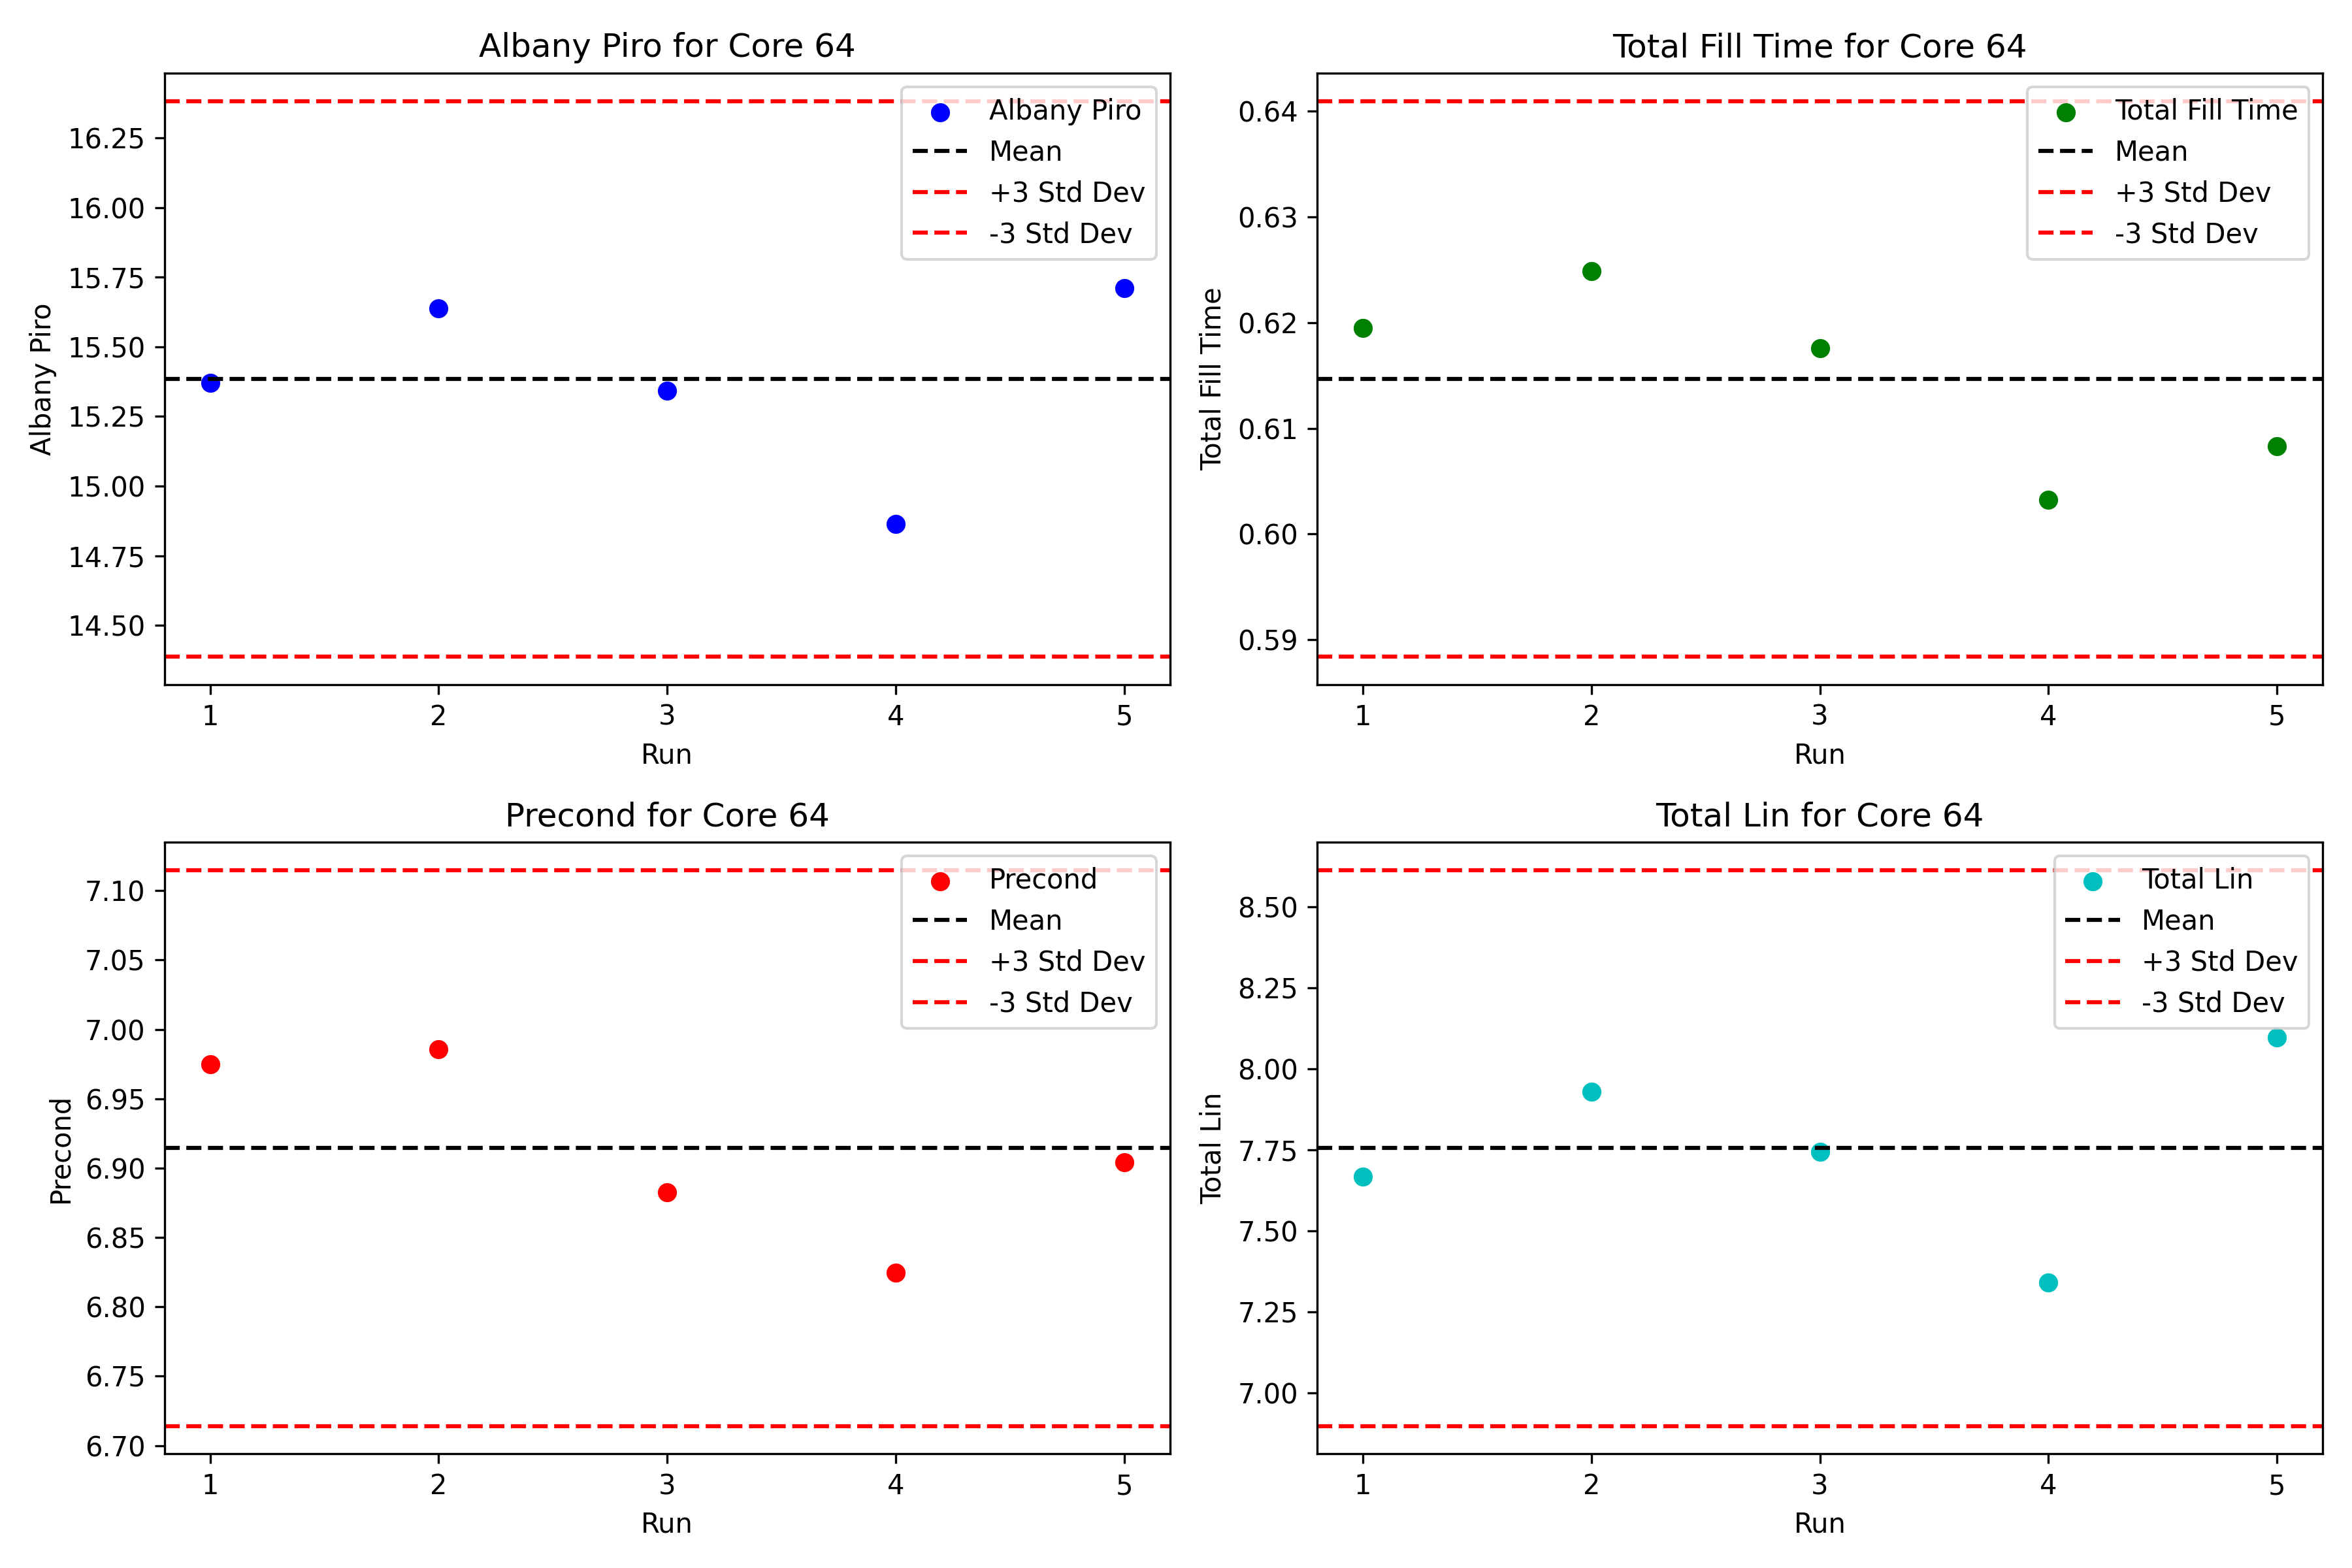 Albany Piro for Core 64
Albany Piro
16.25
16.00
15.75
15.50
15.25
15.00
14.75
14.50
Albany Piro
Mean
+3 Std Dev
-3 Std Dev
1 2 3 4 5
Run
Total Fill Time for Core 64
Total Fill Time
0.64
0.63
0.62
0.61
0.60
0.59
Total Fill Time
Mean
+3 Std Dev
-3 Std Dev
1 2 3 4 5
Run
Precond for Core 64
Precond
7.10
7.05
7.00
6.95
6.90
6.85
6.80
6.75
6.70
Precond
Mean
+3 Std Dev
-3 Std Dev
1 2 3 4 5
Run
Total Lin for Core 64
Total Lin
8.50
8.25
8.00
7.75
7.50
7.25
7.00
Total Lin
Mean
+3 Std Dev
-3 Std Dev
1 2 3 4 5
Run